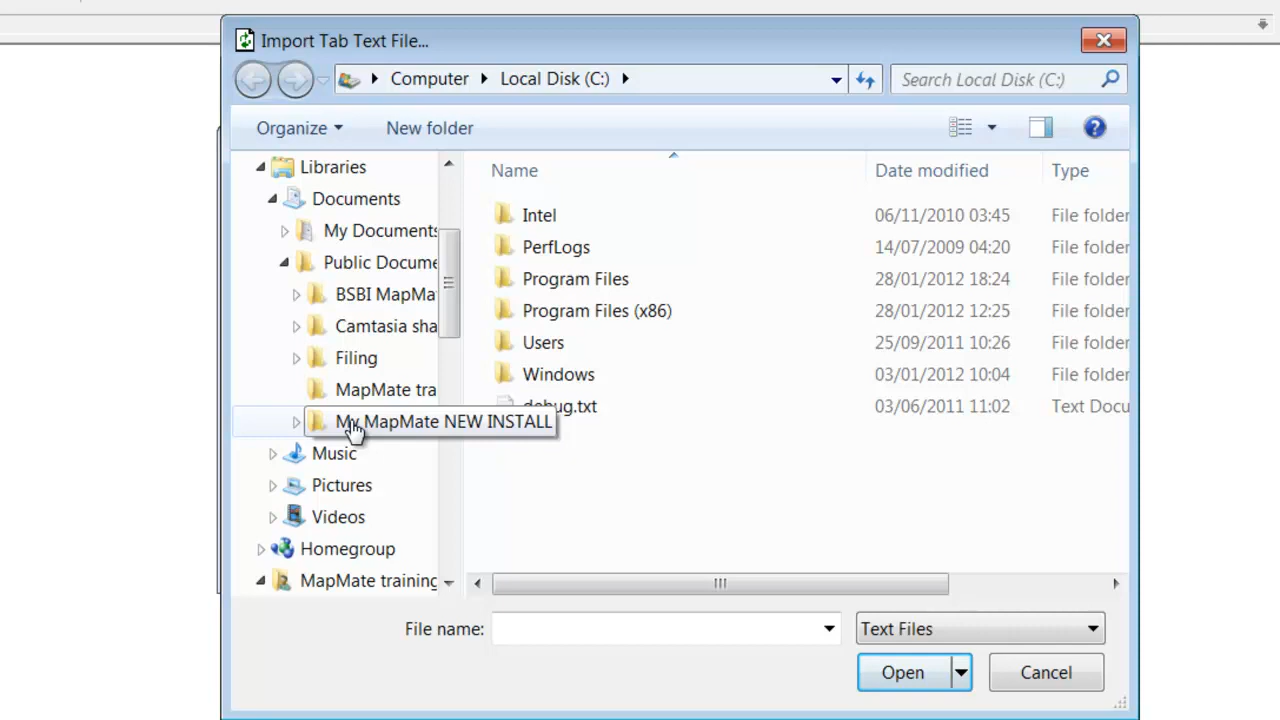 Import Tab Text File...
Computer Local Disk (C:) Search Local Disk (C:)
Organize New folder
Libraries
Documents
My Documents
Public Docume
BSBI MapMa
Camtasia sha
Filing
MapMate tra
My MapMate NEW INSTALL
Music
Pictures
Videos
Homegroup
MapMate training
Name Date modified Type
Intel 06/11/2010 03:45 File folder
PerfLogs 14/07/2009 04:20 File folder
Program Files 28/01/2012 18:24 File folder
Program Files (x86) 28/01/2012 12:25 File folder
Users 25/09/2011 10:26 File folder
Windows 03/01/2012 10:04 File folder
debug.txt 03/06/2011 11:02 Text Docu
File name: Text Files
Open Cancel